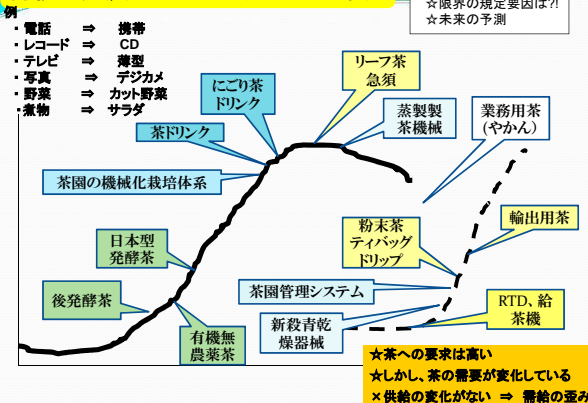 ☆限界の規定要因は?!
☆未来の予測
例
・電話 ⇒ 携帯
・レコード ⇒ CD
・テレビ ⇒ 薄型
・写真 ⇒ デジカメ
・野菜 ⇒ カット野菜
・煮物 ⇒ サラダ
リーフ茶
急須
にごり茶
ドリンク
茶ドリンク
蒸製製
茶機械
業務用茶
(やかん)
茶園の機械化栽培体系
日本型
発酵茶
後発酵茶
有機無
農薬茶
粉末茶
ティバッグ
ドリップ
輸出用茶
茶園管理システム
新殺青乾
燥器械
RTD、給
茶機
☆茶への要求は高い
☆しかし、茶の需要が変化している
×供給の変化がない ⇒ 需給の歪み